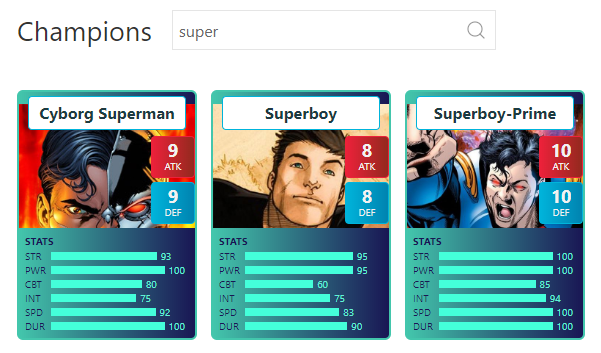 Champions
super
Cyborg Superman
9
ATK
9
DEF
STATS
STR 93
PWR 100
CBT 80
INT 75
SPD 92
DUR 100
Superboy
8
ATK
8
DEF
STATS
STR 95
PWR 95
CBT 60
INT 75
SPD 83
DUR 90
Superboy-Prime
10
ATK
10
DEF
STATS
STR 100
PWR 100
CBT 85
INT 94
SPD 100
DUR 100